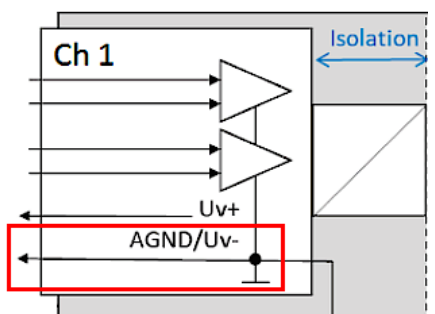 Isolation
Ch 1
Uv+
AGND/Uv-